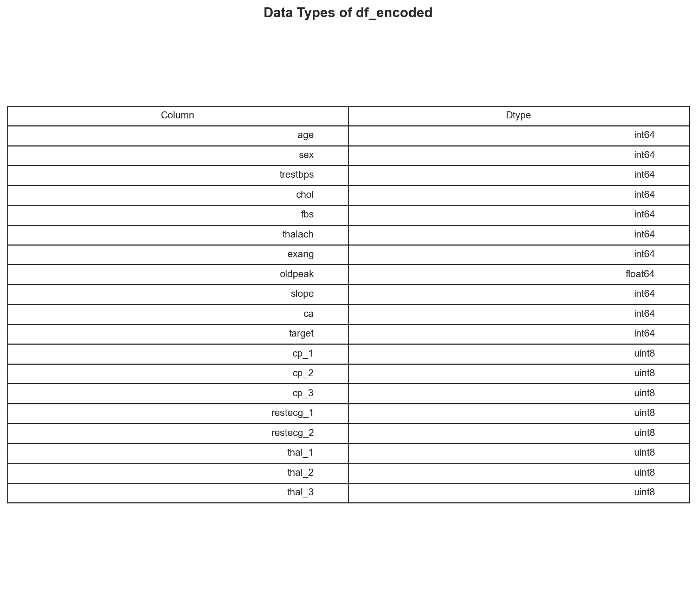 Data Types of df_encoded
Column Dtype
age int64
sex int64
trestbps int64
chol int64
fbs int64
thalach int64
exang int64
oldpeak float64
slope int64
ca int64
target int64
cp_1 uint8
cp_2 uint8
cp_3 uint8
restecg_1 uint8
restecg_2 uint8
thal_1 uint8
thal_2 uint8
thal_3 uint8